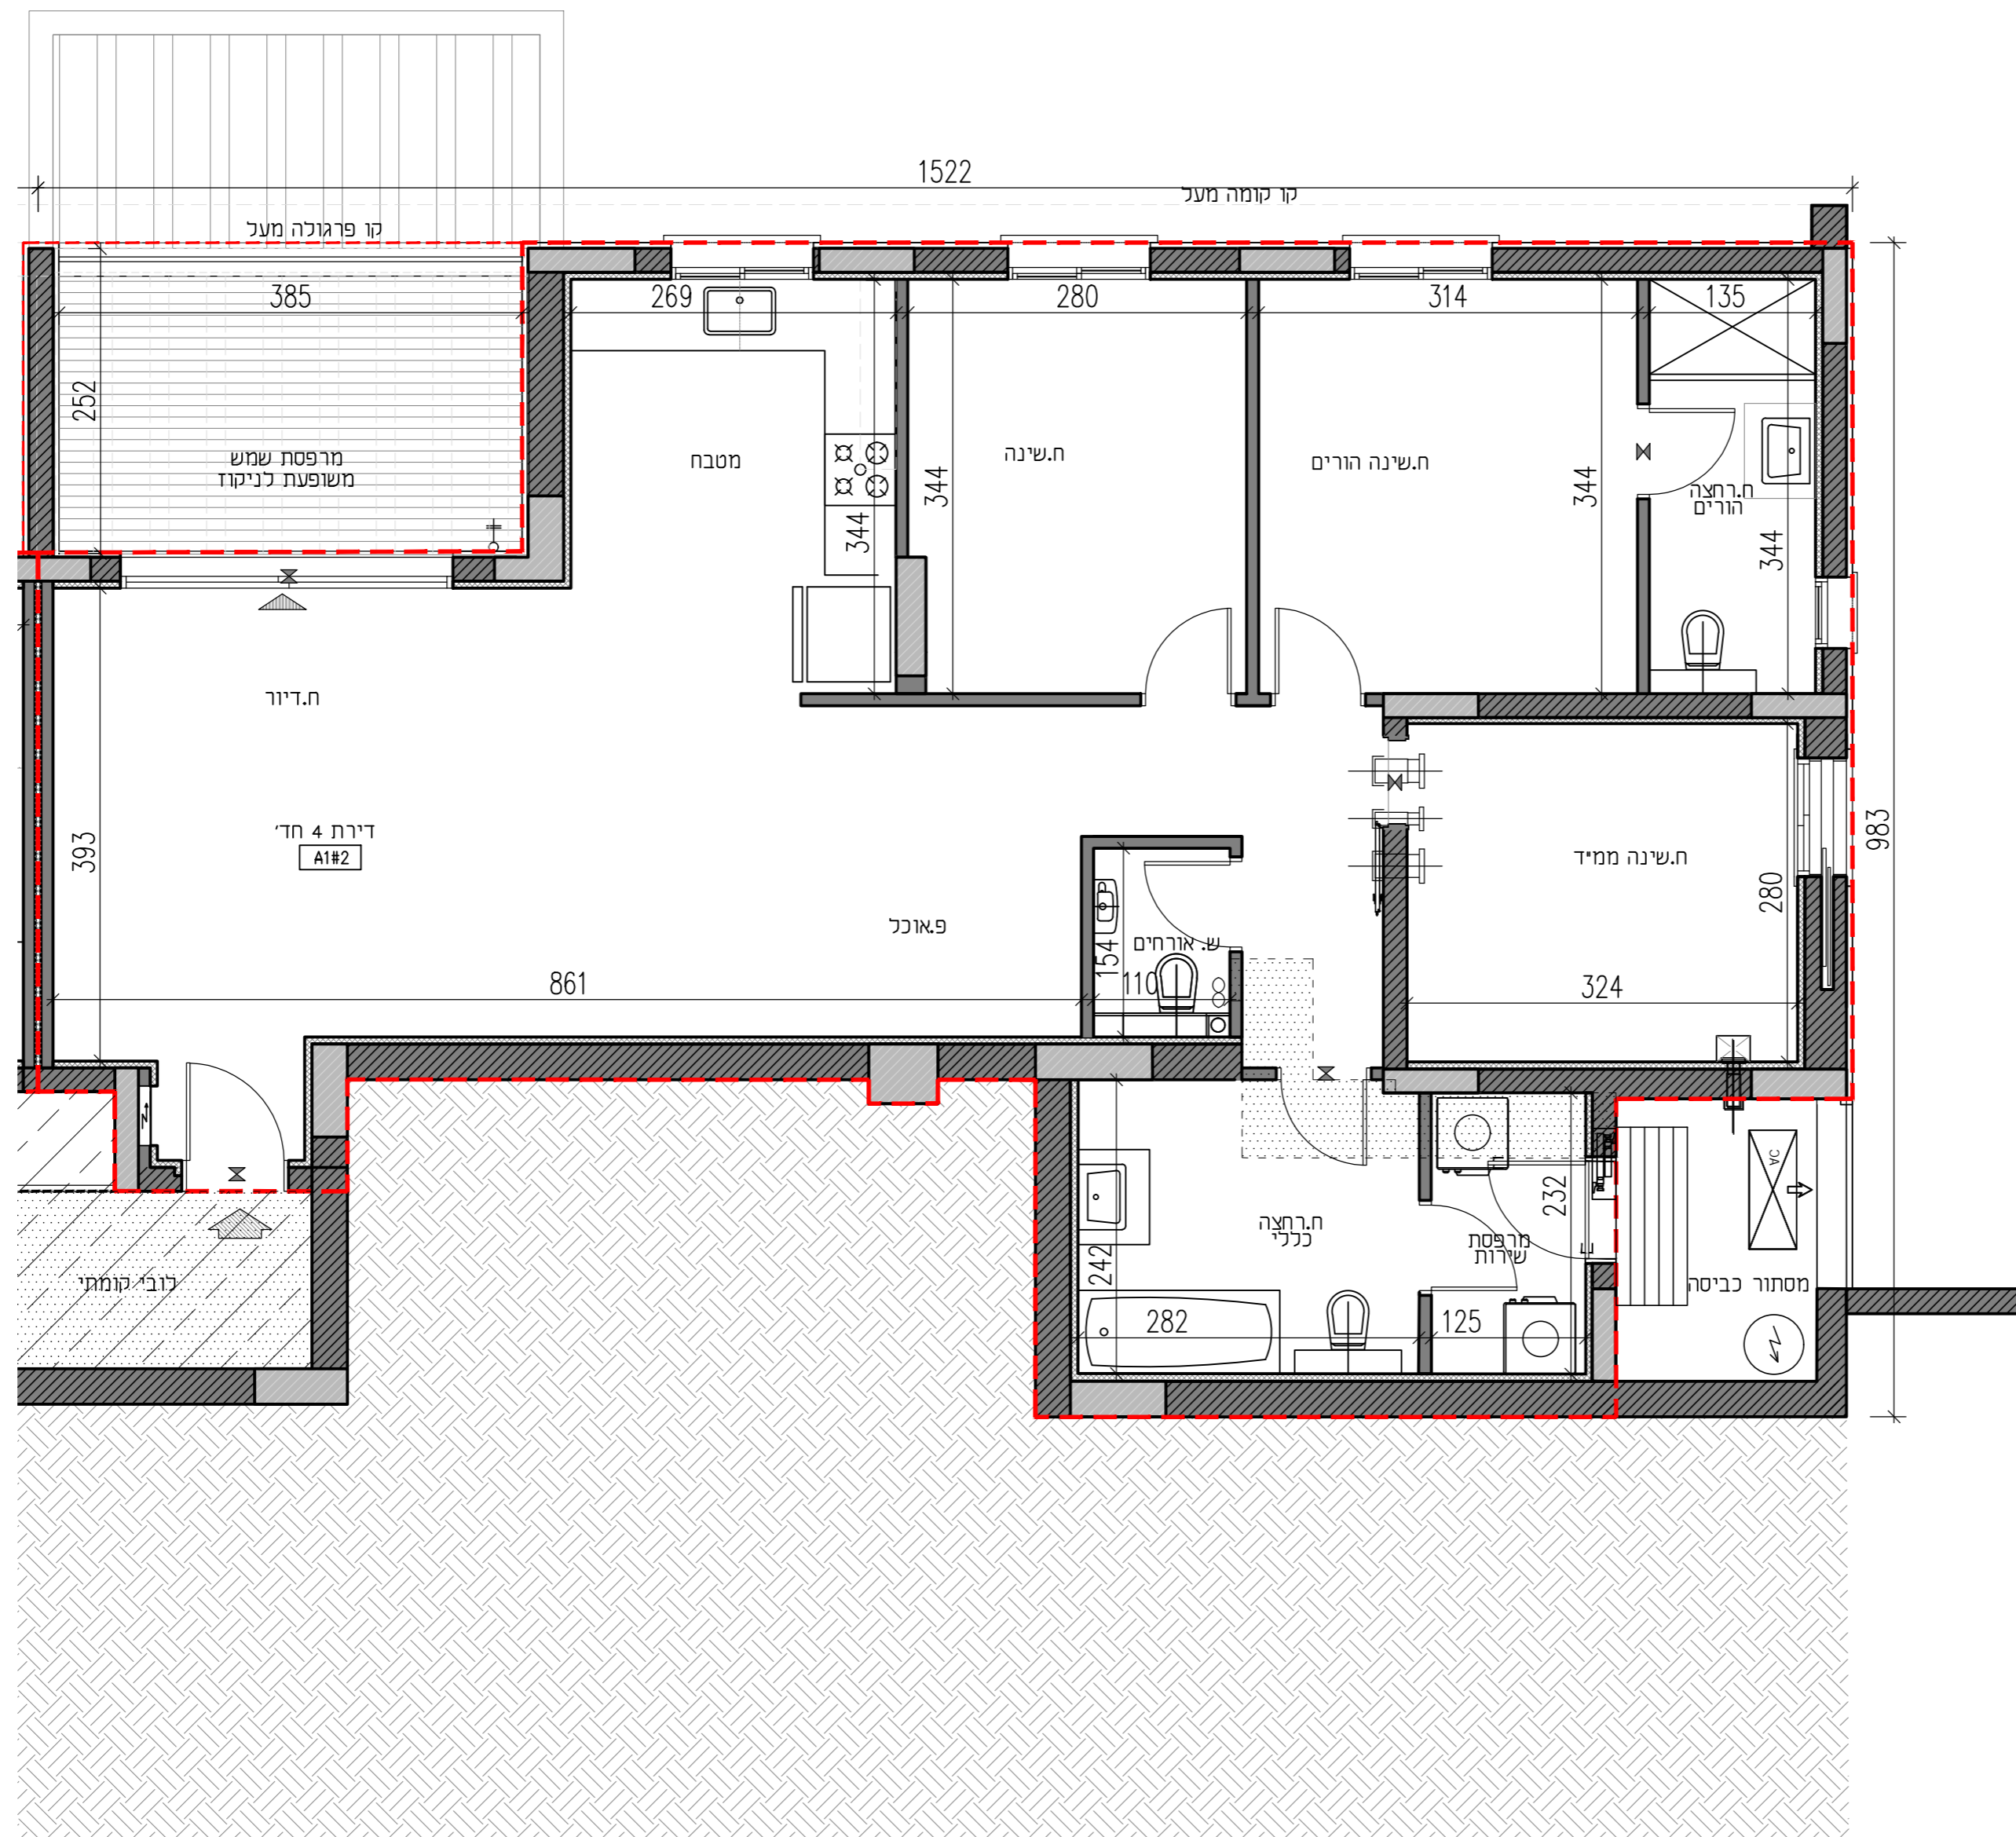 1522
קו קומה מעל
קו פרגולה מעל
385
269
280
314
135
252
מרפסת שמש
משופעת לניקוז
מטבח
344
344
ח.שינה
ח.שינה הורים
344
ח.רחצה
הורים
344
ח.דיור
דירת 4 חד'
A1#2
393
פ.אוכל
861
ש. אורחים
154
110
ח.שינה ממ"ד
280
324
983
לובי קומתי
ח.רחצה
כללי
242
282
מרפסת
שירות
232
125
AC
מסתור כביסה